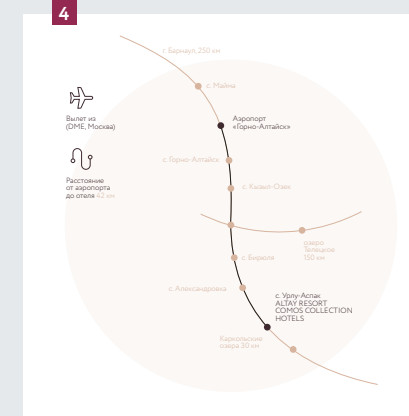 4
г. Барнаул, 250 км
с. Майма
Вылет из
(DME, Москва)
Аэропорт
«Горно-Алтайск»
с. Горно-Алтайск
Расстояние
от аэропорта
до отеля 42 км
с. Кызыл-Озек
озеро
Телецкое
150 км
с. Бирюля
с. Александровка
с. Урлу-Аспак
ALTAY RESORT
COMOS COLLECTION
HOTELS
Каракольские
озера 30 км